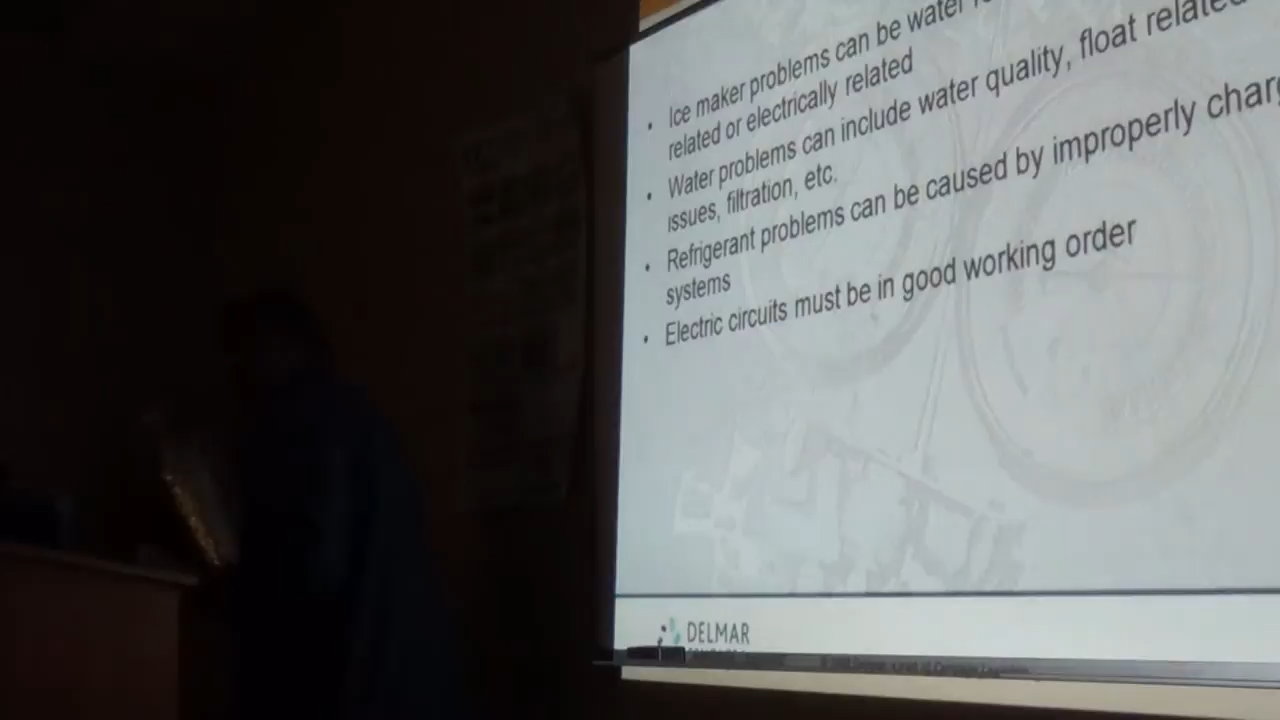 • Ice maker problems can be water
related or electrically related
• Water problems can include water quality, float related
issues, filtration, etc.
• Refrigerant problems can be caused by improperly
systems
• Electric circuits must be in good working order
DELMAR